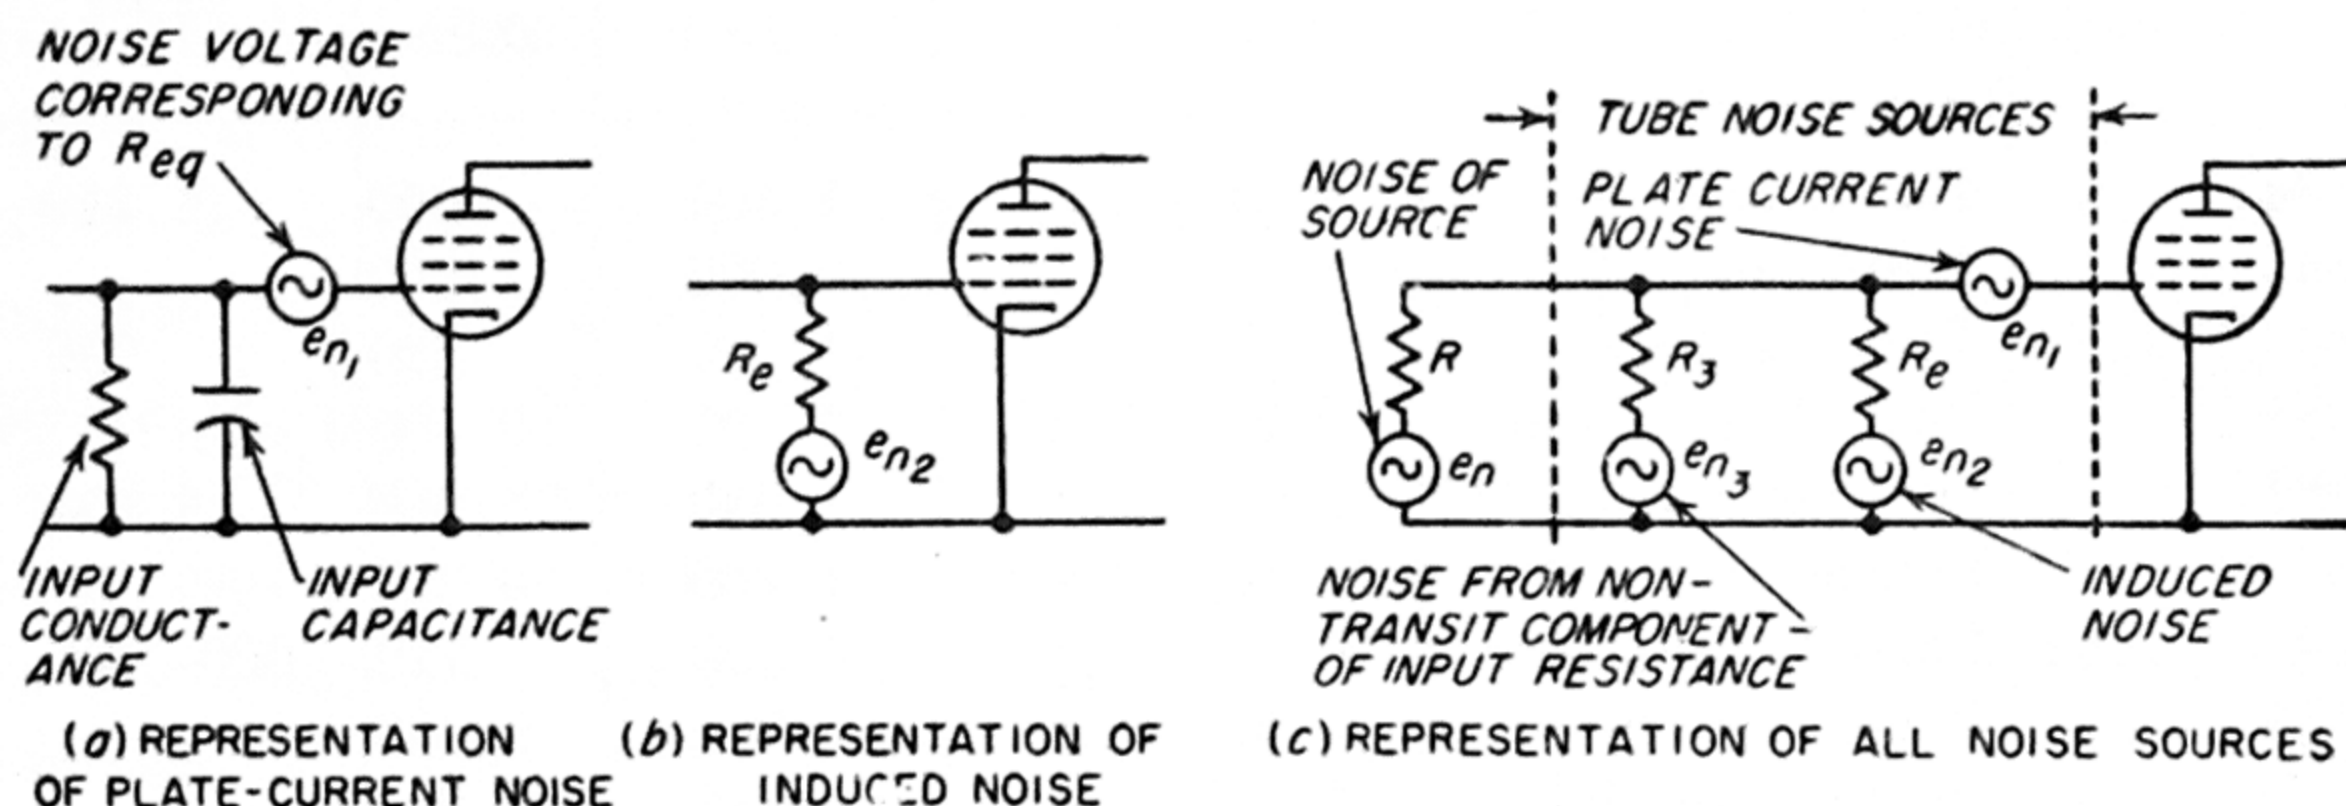 NOISE VOLTAGE
CORRESPONDING
TO Req
en1
INPUT
CONDUCT-
ANCE
INPUT
CAPACITANCE
(a) REPRESENTATION
OF PLATE-CURRENT NOISE
Re
en2
(b) REPRESENTATION OF
INDUCED NOISE
TUBE NOISE SOURCES
NOISE OF
SOURCE
PLATE CURRENT
NOISE
en1
R
R3
Re
en
en3
en2
NOISE FROM NON-
TRANSIT COMPONENT-
OF INPUT RESISTANCE
INDUCED
NOISE
(c) REPRESENTATION OF ALL NOISE SOURCES